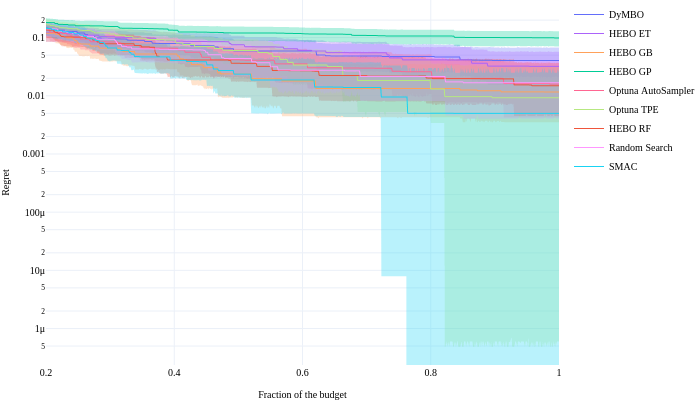 2
0.1
5
2
0.01
5
2
0.001
5
2
100μ
5
2
10μ
5
2
1μ
5
0.2
0.4
0.6
0.8
1
Fraction of the budget
Regret
DyMBO
HEBO ET
HEBO GB
HEBO GP
Optuna AutoSampler
Optuna TPE
HEBO RF
Random Search
SMAC